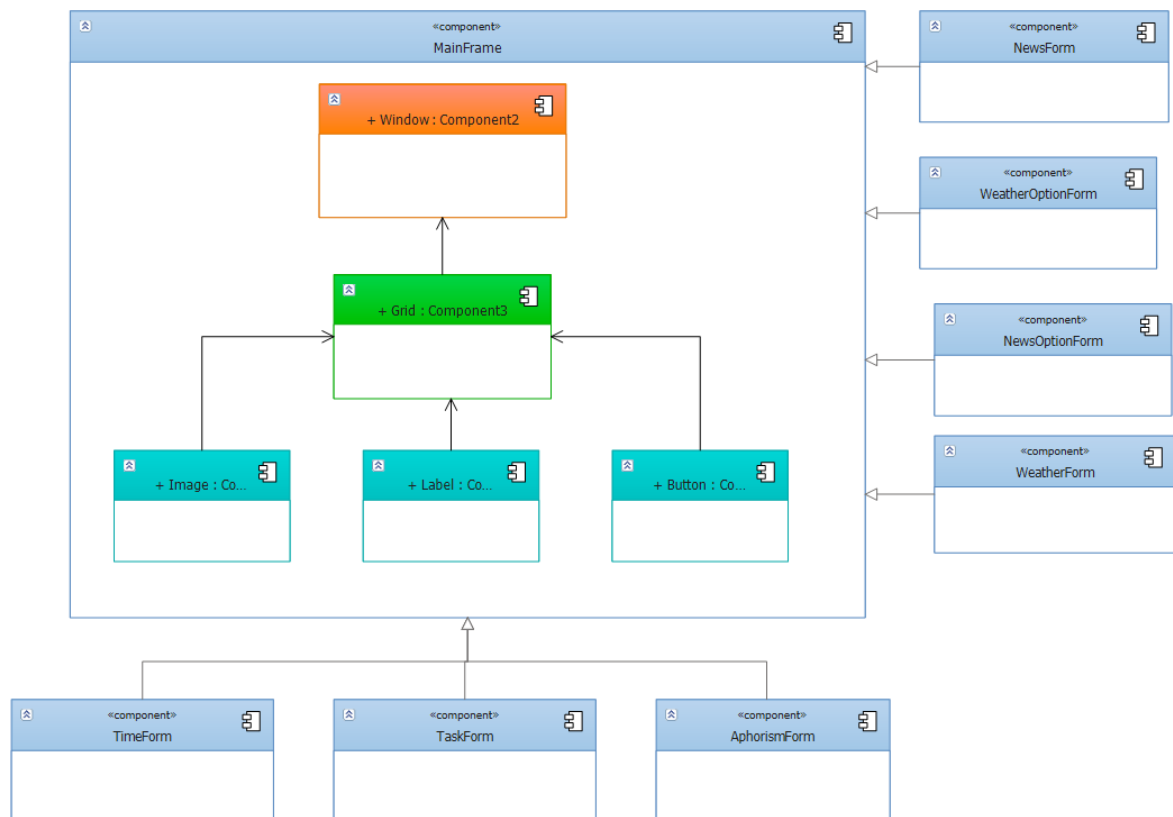 «component»
MainFrame
+ Window : Component2
+ Grid : Component3
+ Image : Co...
+ Label : Co...
+ Button : Co...
«component»
NewsForm
«component»
WeatherOptionForm
«component»
NewsOptionForm
«component»
WeatherForm
«component»
TimeForm
«component»
TaskForm
«component»
AphorismForm